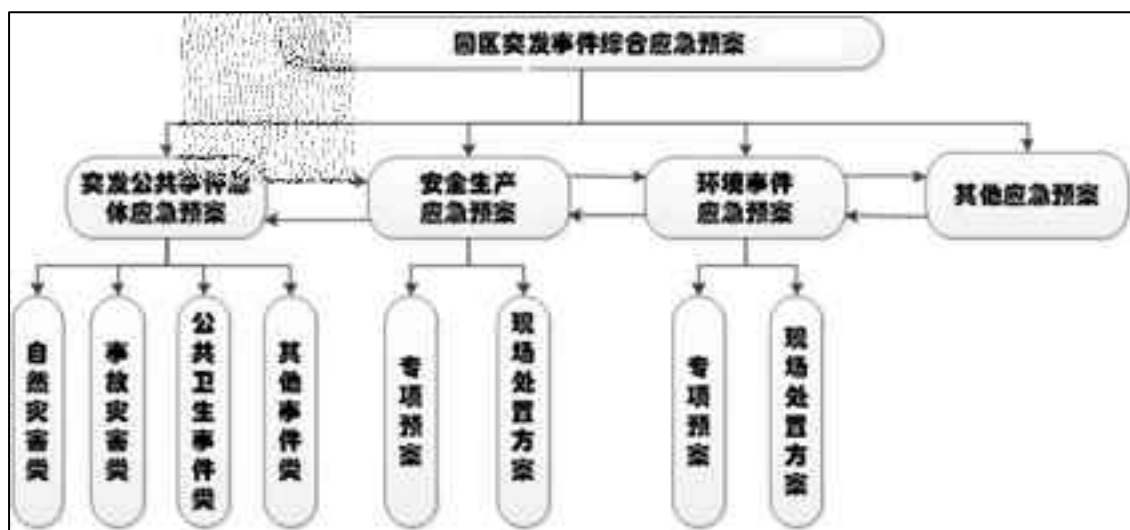 园区突发事件综合应急预案
突发公共事件总
体应急预案
安全生产
应急预案
环境事件
应急预案
其他应急预案
自然灾害类
事故灾害类
公共卫生事件类
其他事件类
专项预案
现场处置方案
专项预案
现场处置方案